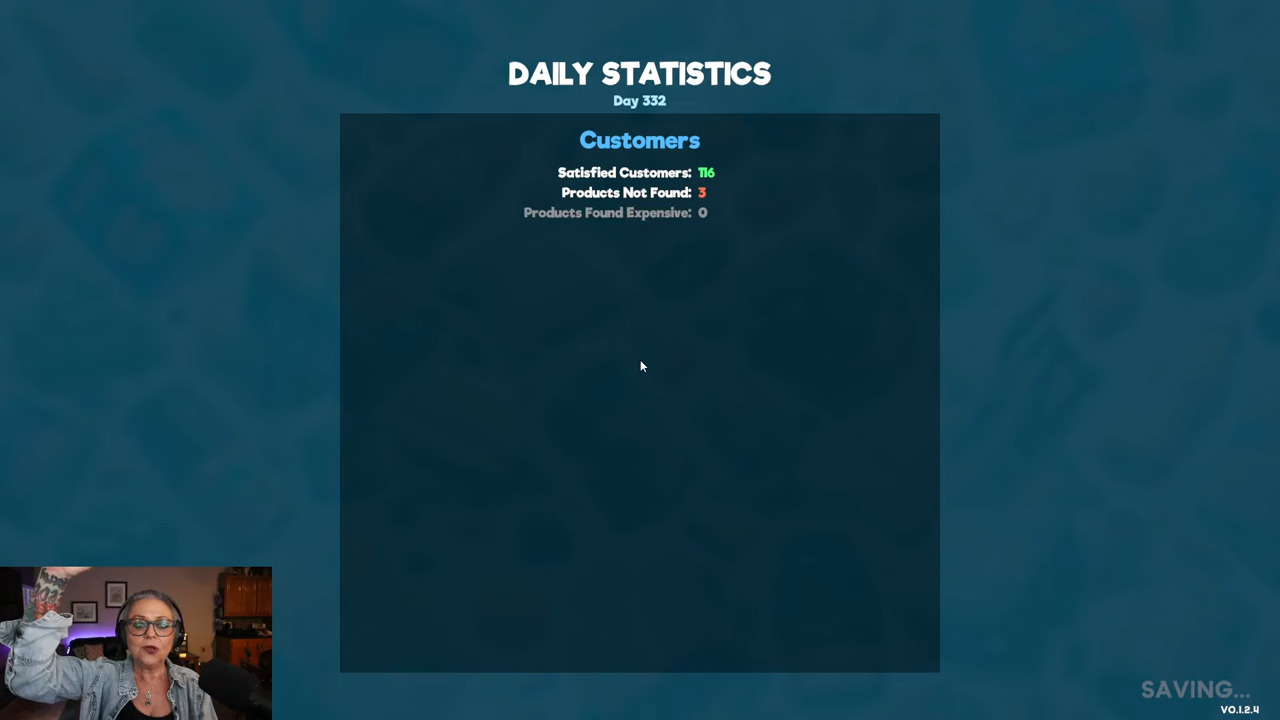 DAILY STATISTICS
Day 332
Customers
Satisfied Customers: 116
Products Not Found: 3
Products Found Expensive: 0
SAVING...
V0.1.2.4